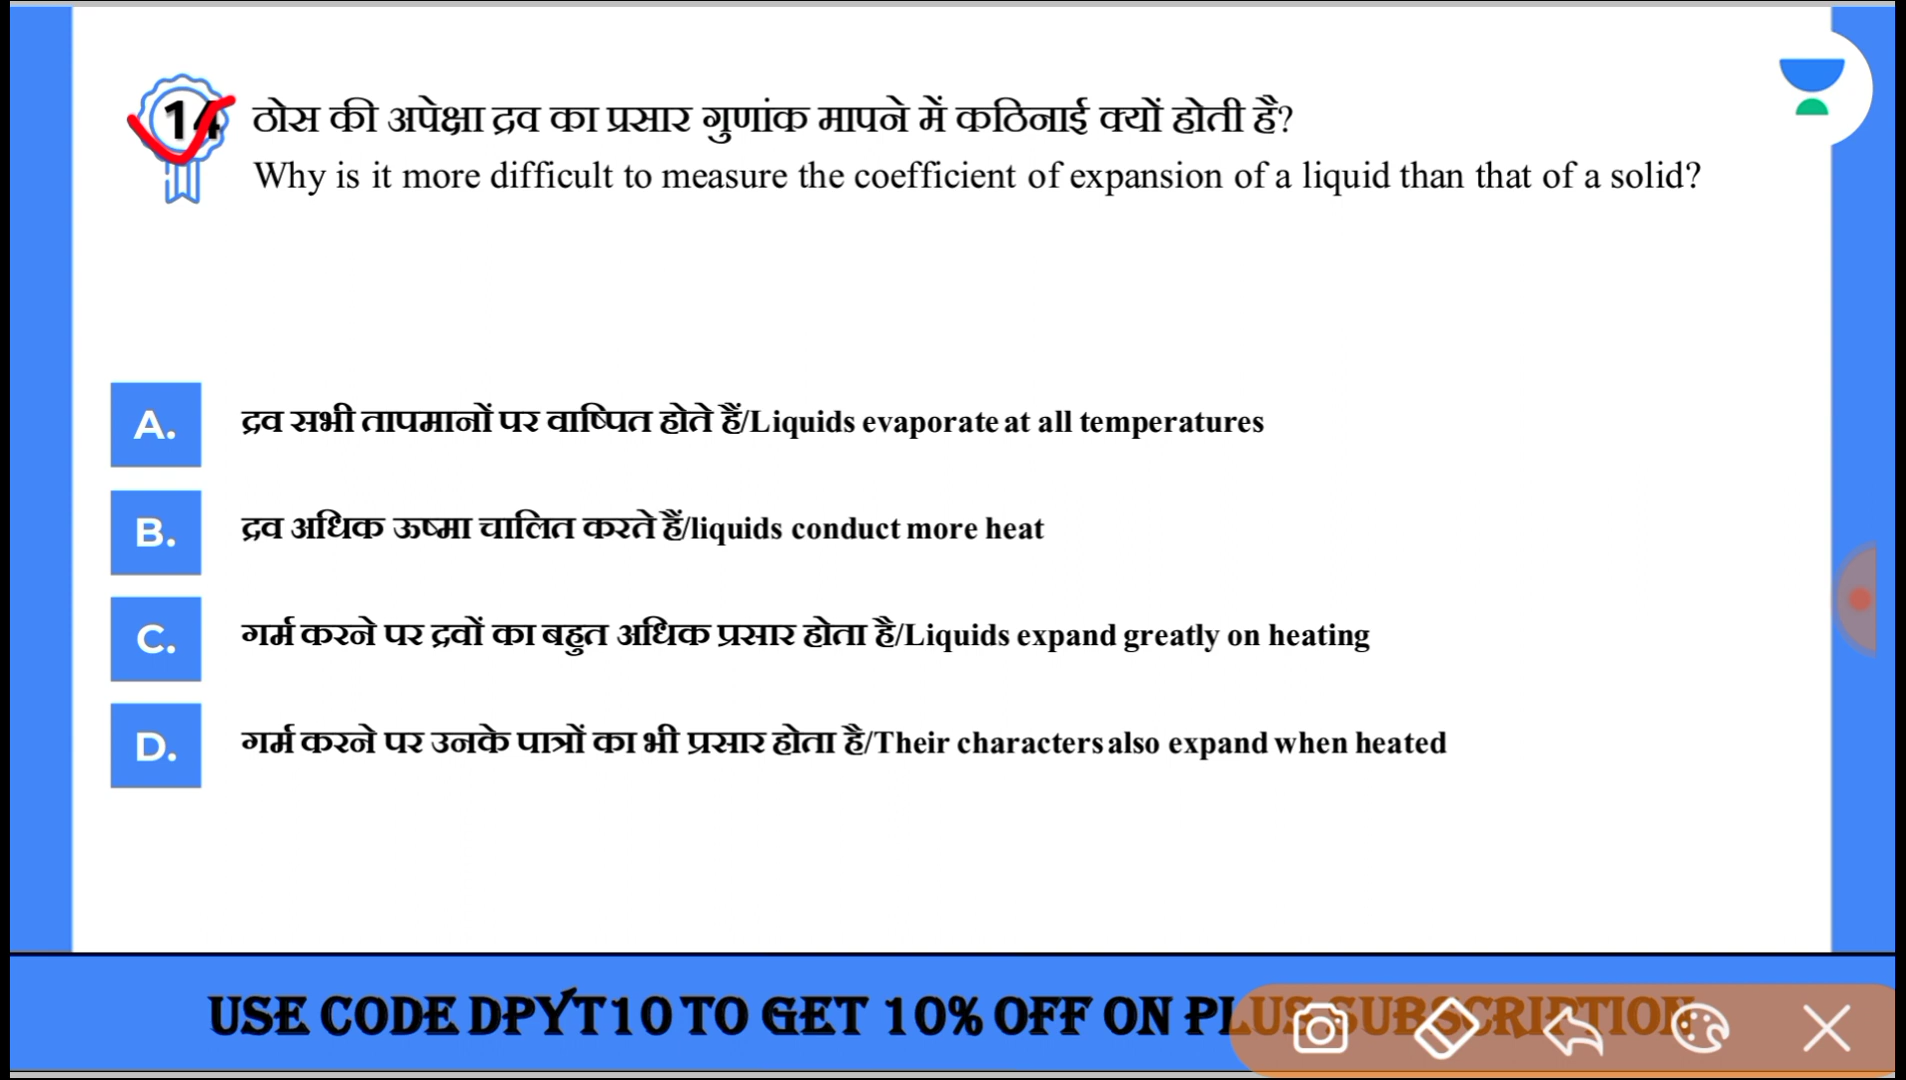 14 ठोस की अपेक्षा द्रव का प्रसार गुणांक मापने में कठिनाई क्यों होती है?
Why is it more difficult to measure the coefficient of expansion of a liquid than that of a solid?
A. द्रव सभी तापमानों पर वाष्पित होते हैं/Liquids evaporate at all temperatures
B. द्रव अधिक ऊष्मा चालित करते हैं/liquids conduct more heat
C. गर्म करने पर द्रवों का बहुत अधिक प्रसार होता है/Liquids expand greatly on heating
D. गर्म करने पर उनके पात्रों का भी प्रसार होता है/Their characters also expand when heated
USE CODE DPYT10 TO GET 10% OFF ON PLUS SUBSCRIPTION